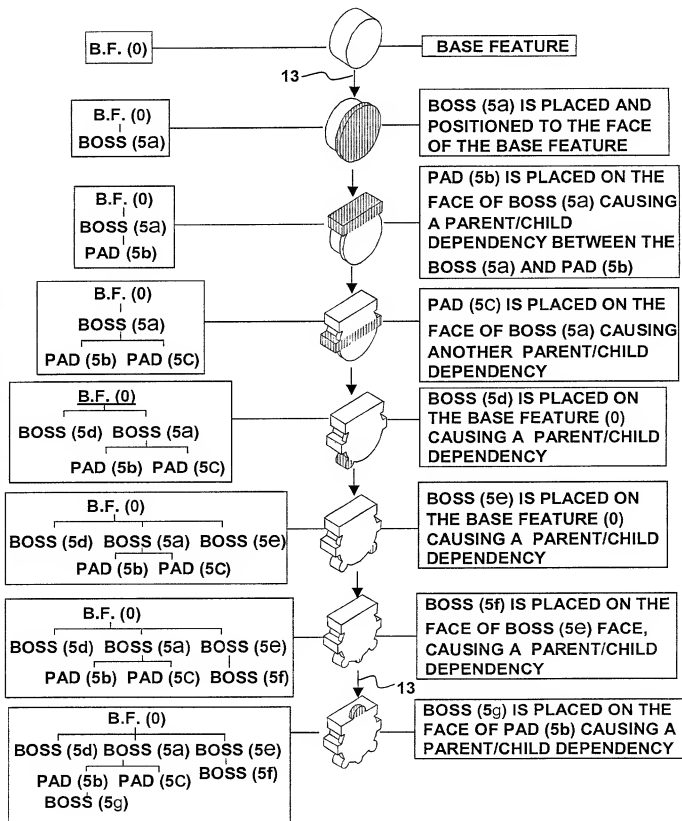 B.F. (0)
BASE FEATURE
13
B.F. (0)
BOSS (5a)
BOSS (5a) IS PLACED AND
POSITIONED TO THE FACE
OF THE BASE FEATURE
B.F. (0)
BOSS (5a)
PAD (5b)
PAD (5b) IS PLACED ON THE
FACE OF BOSS (5a) CAUSING
A PARENT/CHILD
DEPENDENCY BETWEEN THE
BOSS (5a) AND PAD (5b)
B.F. (0)
BOSS (5a)
PAD (5b) PAD (5C)
PAD (5C) IS PLACED ON THE
FACE OF BOSS (5a) CAUSING
ANOTHER PARENT/CHILD
DEPENDENCY
B.F. (0)
BOSS (5d) BOSS (5a)
PAD (5b) PAD (5C)
BOSS (5d) IS PLACED ON
THE BASE FEATURE (0)
CAUSING A PARENT/CHILD
DEPENDENCY
B.F. (0)
BOSS (5d) BOSS (5a) BOSS (5e)
PAD (5b) PAD (5C)
BOSS (5e) IS PLACED ON
THE BASE FEATURE (0)
CAUSING A PARENT/CHILD
DEPENDENCY
B.F. (0)
BOSS (5d) BOSS (5a) BOSS (5e)
PAD (5b) PAD (5C) BOSS (5f)
BOSS (5f) IS PLACED ON THE
FACE OF BOSS (5e) FACE,
CAUSING A PARENT/CHILD
DEPENDENCY
13
B.F. (0)
BOSS (5d) BOSS (5a) BOSS (5e)
PAD (5b) PAD (5C) BOSS (5f)
BOSS (5g)
BOSS (5g) IS PLACED ON THE
FACE OF PAD (5b) CAUSING A
PARENT/CHILD DEPENDENCY